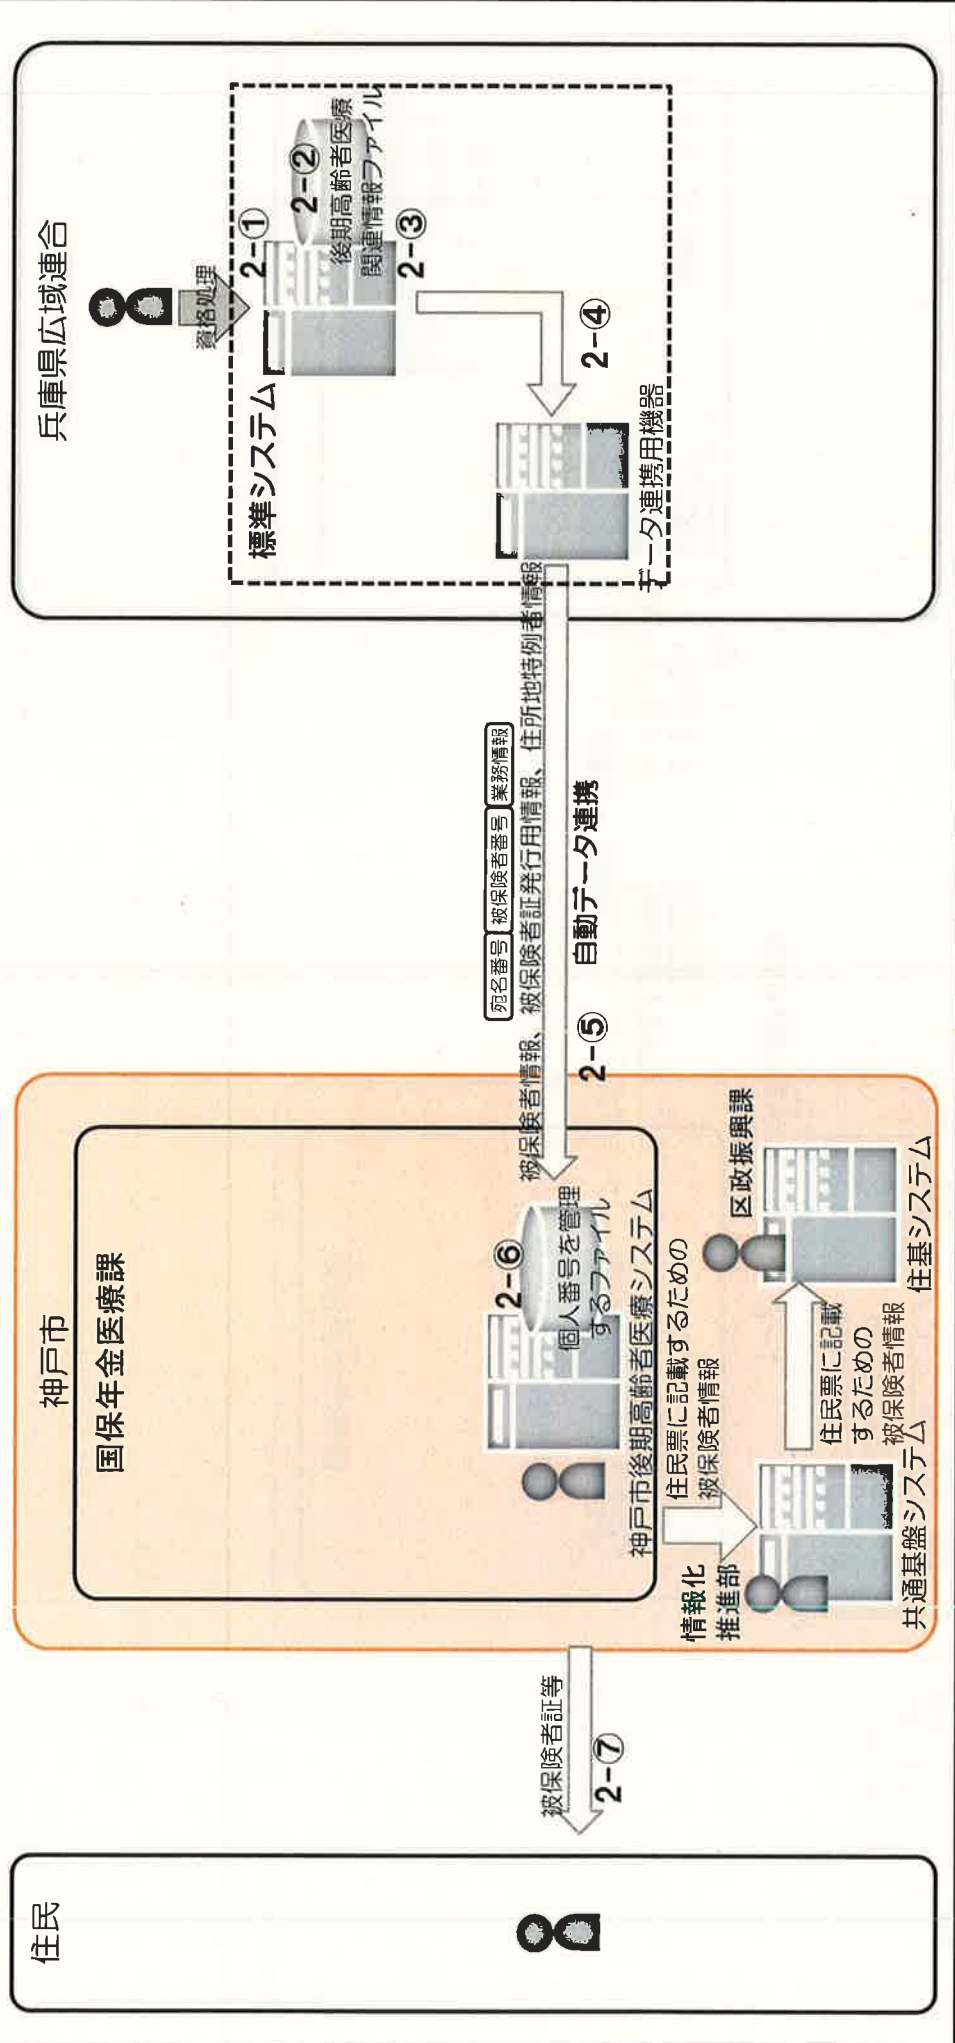 住民
被保険者証等
2-⑦
神戸市
国保年金医療課
2-⑥
個人番号を管理
するファイル
神戸市後期高齢者医療システム
住民票に記載するための
被保険者情報
情報化
推進部
共通基盤システム
住民票に記載
するための
被保険者情報
区政振興課
住基システム
宛名番号 被保険者番号 業務情報
被保険者情報、被保険者証発行用情報、住所地特例者情報
自動データ連携
2-⑤
兵庫県広域連合
資格処理
標準システム
2-①
2-②
後期高齢者医療
関連情報ファイル
2-③
2-④
データ連携用機器